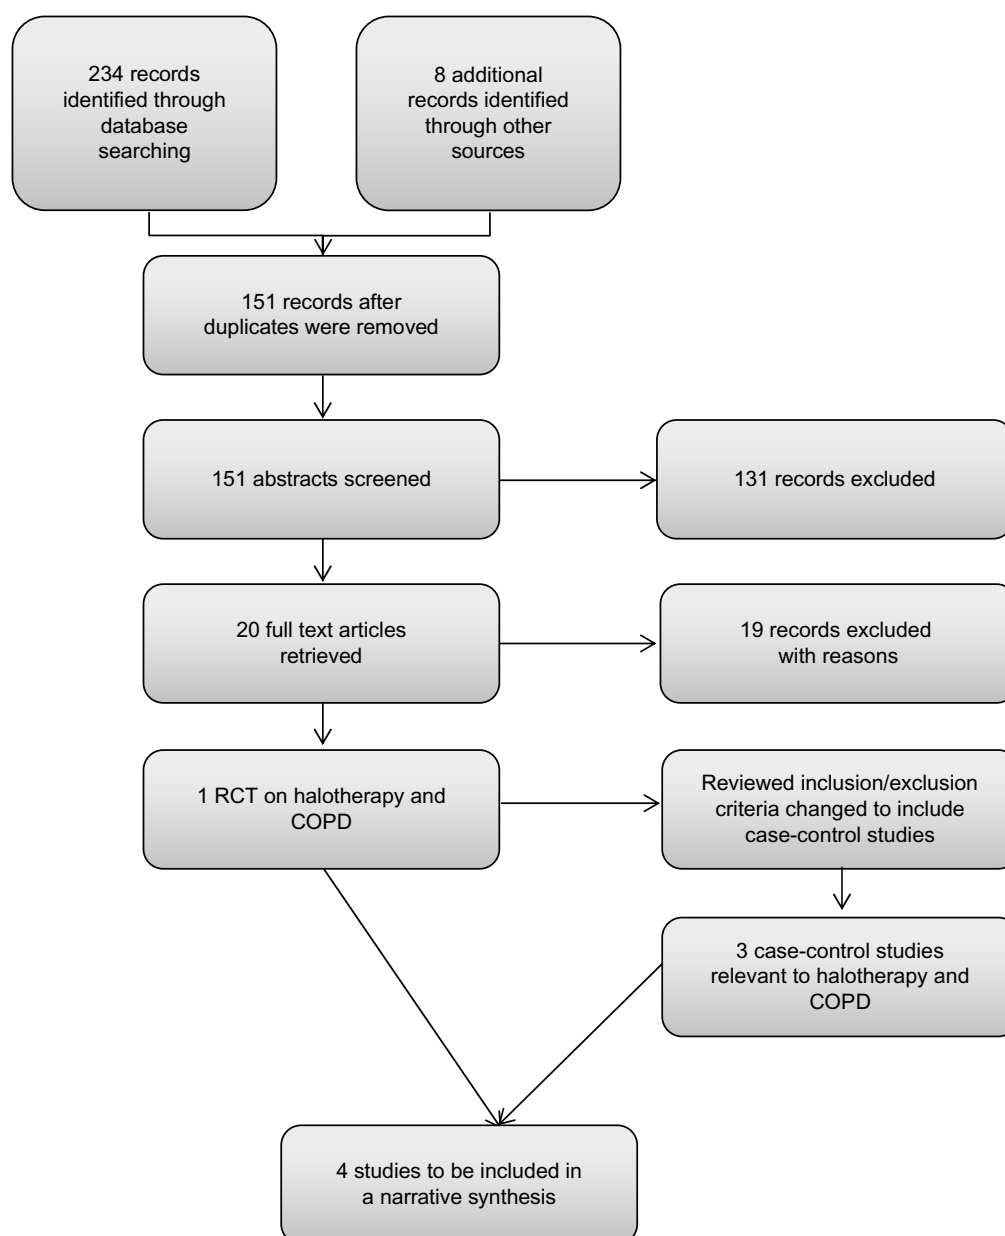 234 records
identified through
database
searching
8 additional
records identified
through other
sources
151 records after
duplicates were removed
151 abstracts screened
131 records excluded
20 full text articles
retrieved
19 records excluded
with reasons
1 RCT on halotherapy and
COPD
Reviewed inclusion/exclusion
criteria changed to include
case-control studies
3 case-control studies
relevant to halotherapy and
COPD
4 studies to be included in
a narrative synthesis